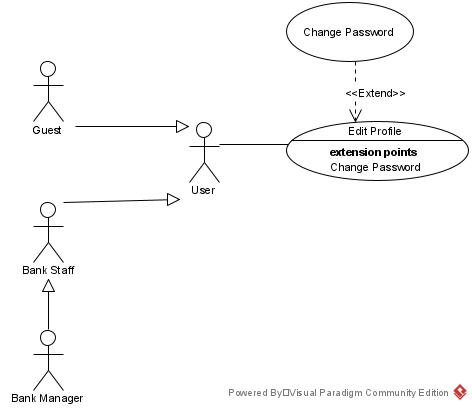 Change Password
<<Extend>>
Edit Profile
extension points
Change Password
Guest
User
Bank Staff
Bank Manager
Powered By Visual Paradigm Community Edition